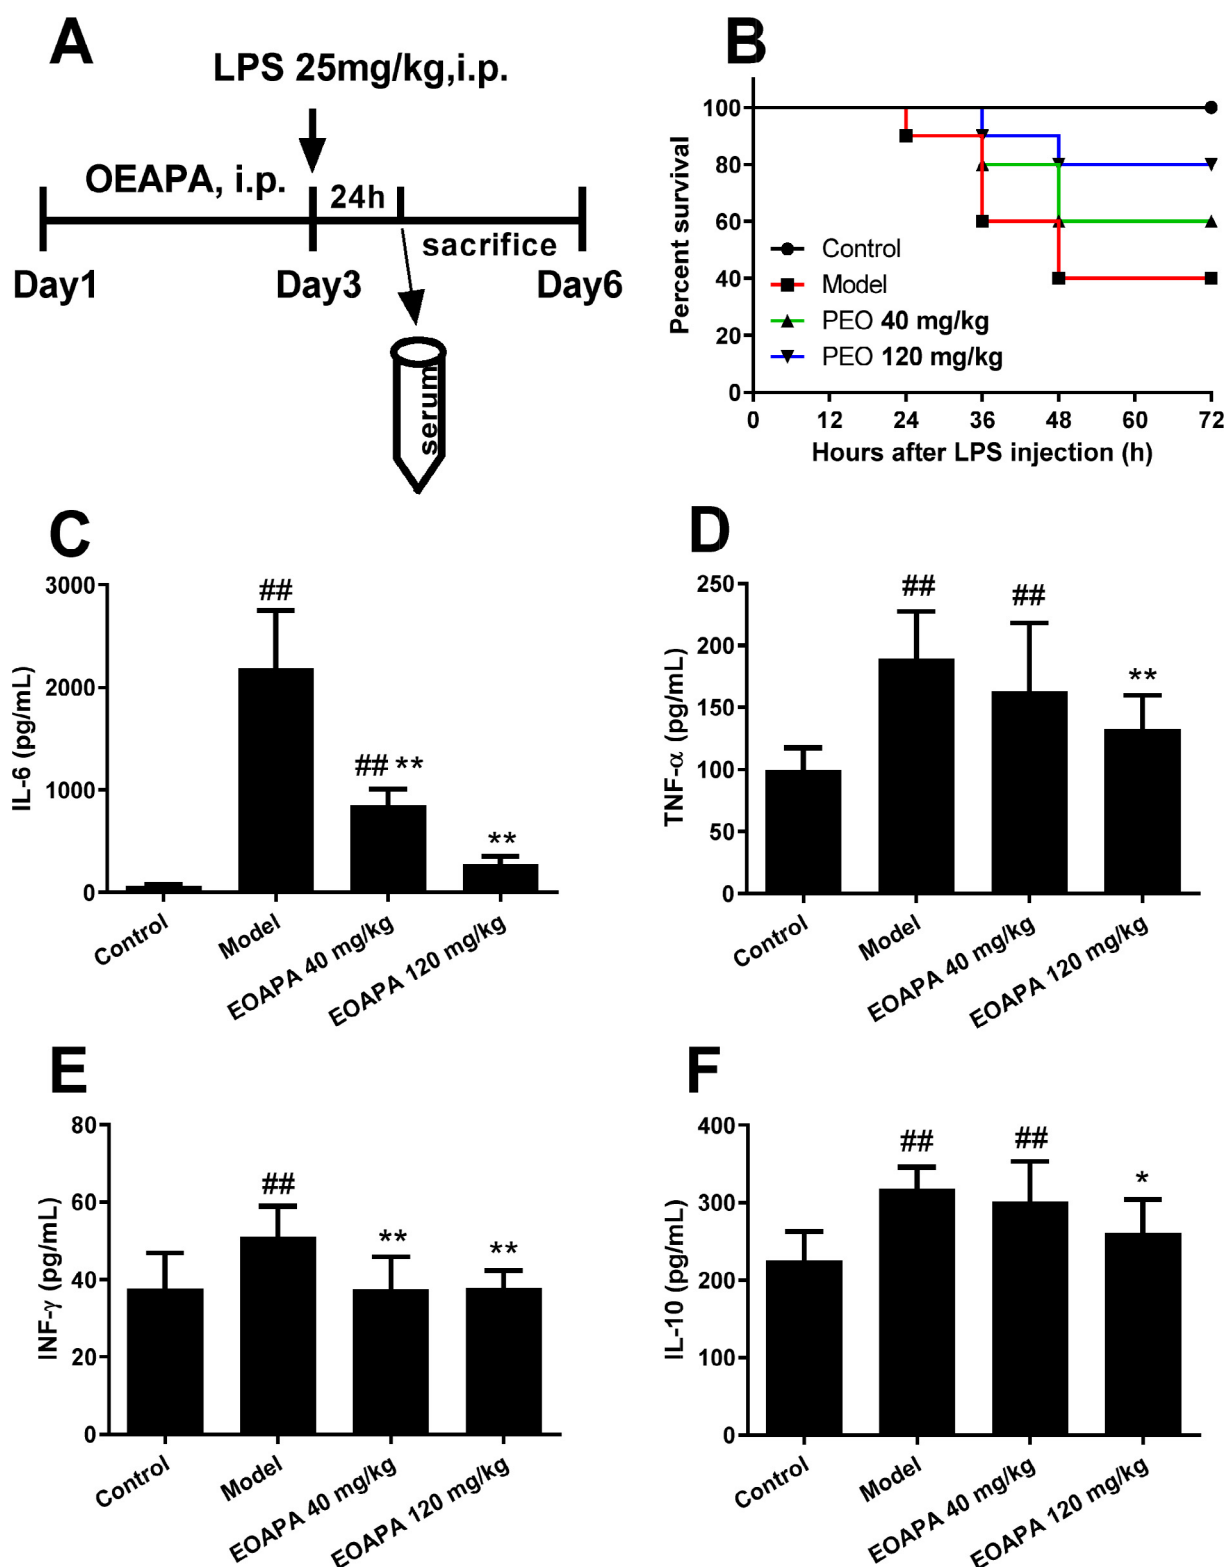 A
LPS 25mg/kg,i.p.
OEAPA, i.p.
24h
sacrifice
Day1
Day3
Day6
serum
B
Percent survival
100
80
60
40
20
0
Control
Model
PEO 40 mg/kg
PEO 120 mg/kg
0 12 24 36 48 60 72
Hours after LPS injection (h)
C
IL-6 (pg/mL)
3000
2000
1000
0
##
## **
**
Control
Model
EOAPA 40 mg/kg
EOAPA 120 mg/kg
D
TNF-α (pg/mL)
250
200
150
100
50
0
##
##
**
Control
Model
EOAPA 40 mg/kg
EOAPA 120 mg/kg
E
INF-γ (pg/mL)
80
60
40
20
0
##
**
**
Control
Model
EOAPA 40 mg/kg
EOAPA 120 mg/kg
F
IL-10 (pg/mL)
400
300
200
100
0
##
##
*
Control
Model
EOAPA 40 mg/kg
EOAPA 120 mg/kg